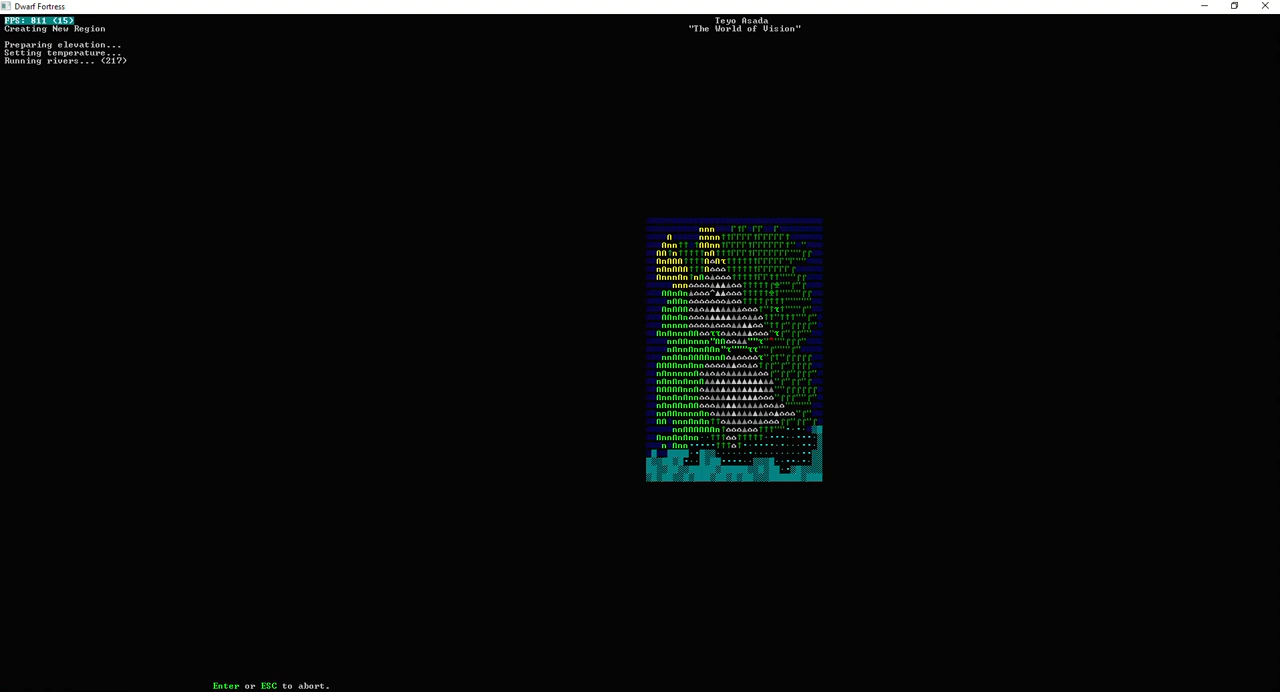 Dwarf Fortress
FPS: 811 (15)
Creating New Region
Preparing elevation...
Setting temperature...
Running rivers... (217)
Teyo Asada
"The World of Vision"
Enter or ESC to abort.